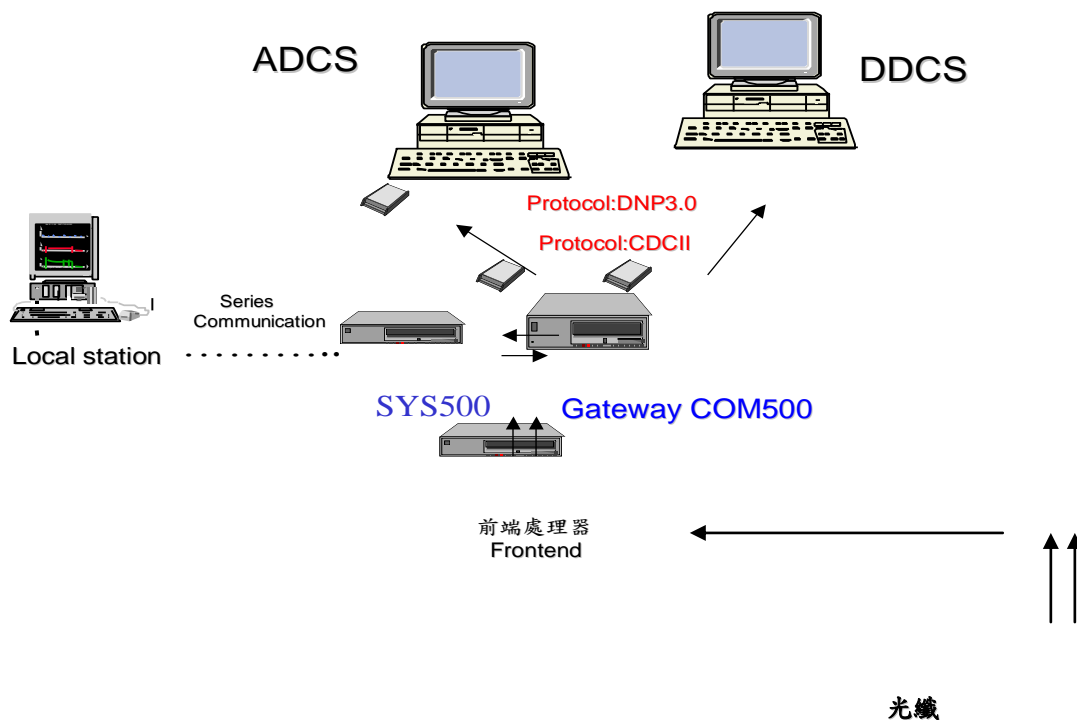 ADCS
DDCS
Protocol:DNP3.0
Protocol:CDCII
Series
Communication
Local station
SYS500
Gateway COM500
前端處理器
Frontend
光纖